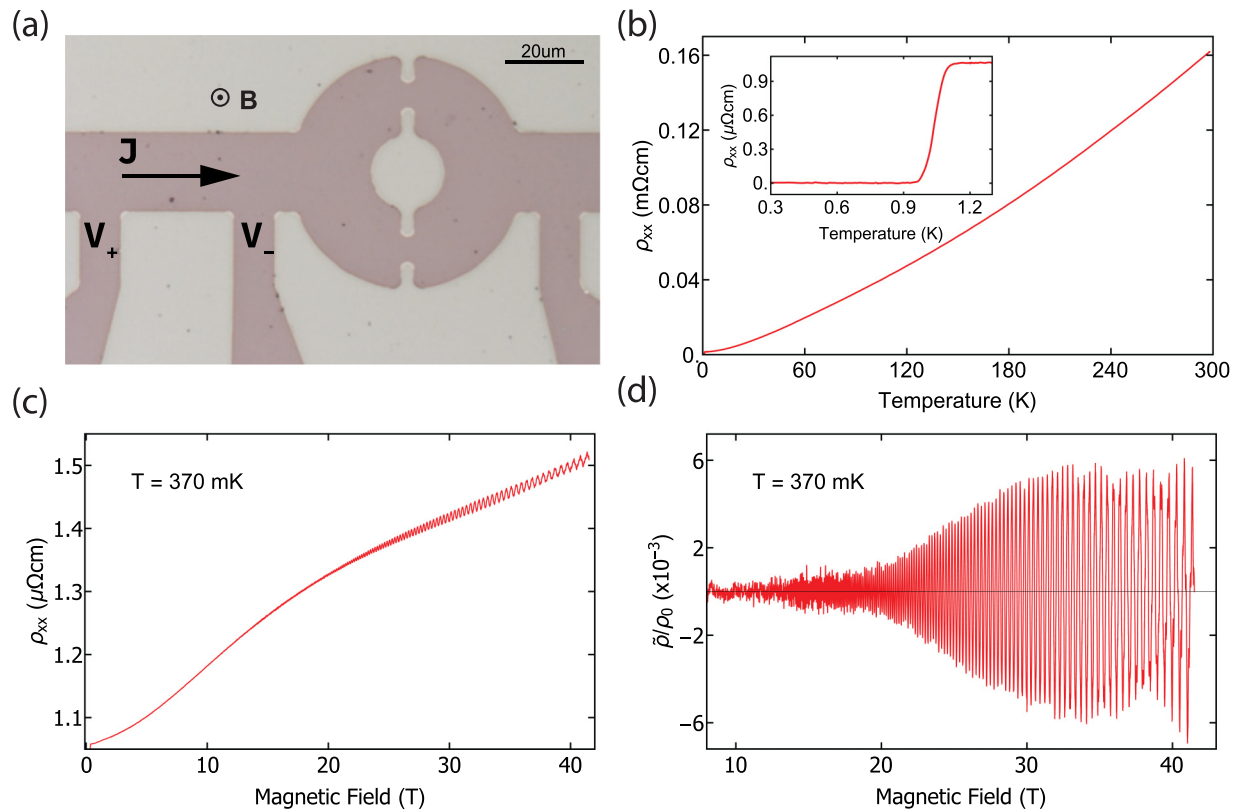 (a)
20um
⊙ B
J
V₊
V₋
(b)
ρxx (mΩcm)
0.16
0.12
0.08
0.04
0.
0
60
120
180
240
300
Temperature (K)
ρxx (μΩcm)
0.9
0.6
0.3
0
0.3
0.6
0.9
1.2
Temperature (K)
(c)
T = 370 mK
ρxx (μΩcm)
1.5
1.4
1.3
1.2
1.1
0
10
20
30
40
Magnetic Field (T)
(d)
T = 370 mK
ρ̃/ρ₀ (x10⁻³)
6
2
−2
−6
10
20
30
40
Magnetic Field (T)